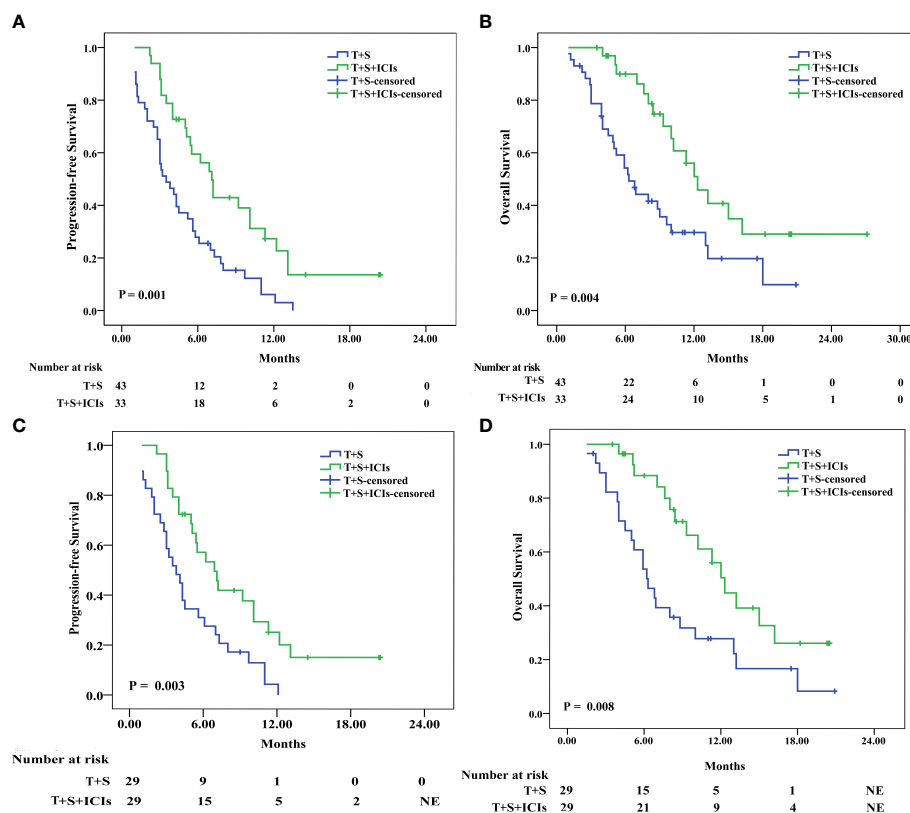 A
T+S
T+S+ICIs
T+S-censored
T+S+ICIs-censored
1.0
0.8
0.6
0.4
0.2
0.0
Progression-free Survival
P = 0.001
0.00 6.00 12.00 18.00 24.00
Months
Number at risk
T+S 43 12 2 0 0
T+S+ICIs 33 18 6 2 0
B
T+S
T+S+ICIs
T+S-censored
T+S+ICIs-censored
1.0
0.8
0.6
0.4
0.2
0.0
Overall Survival
P = 0.004
0.00 6.00 12.00 18.00 24.00 30.00
Months
Number at risk
T+S 43 22 6 1 0 0
T+S+ICIs 33 24 10 5 1 0
C
T+S
T+S+ICIs
T+S-censored
T+S+ICIs-censored
1.0
0.8
0.6
0.4
0.2
0.0
Progression-free Survival
P = 0.003
0.00 6.00 12.00 18.00 24.00
Months
Number at risk
T+S 29 9 1 0 0
T+S+ICIs 29 15 5 2 NE
D
T+S
T+S+ICIs
T+S-censored
T+S+ICIs-censored
1.0
0.8
0.6
0.4
0.2
0.0
Overall Survival
P = 0.008
0.00 6.00 12.00 18.00 24.00
Months
Number at risk
T+S 29 15 5 1 NE
T+S+ICIs 29 21 9 4 NE